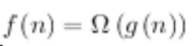 f(n) = Ω (g(n))